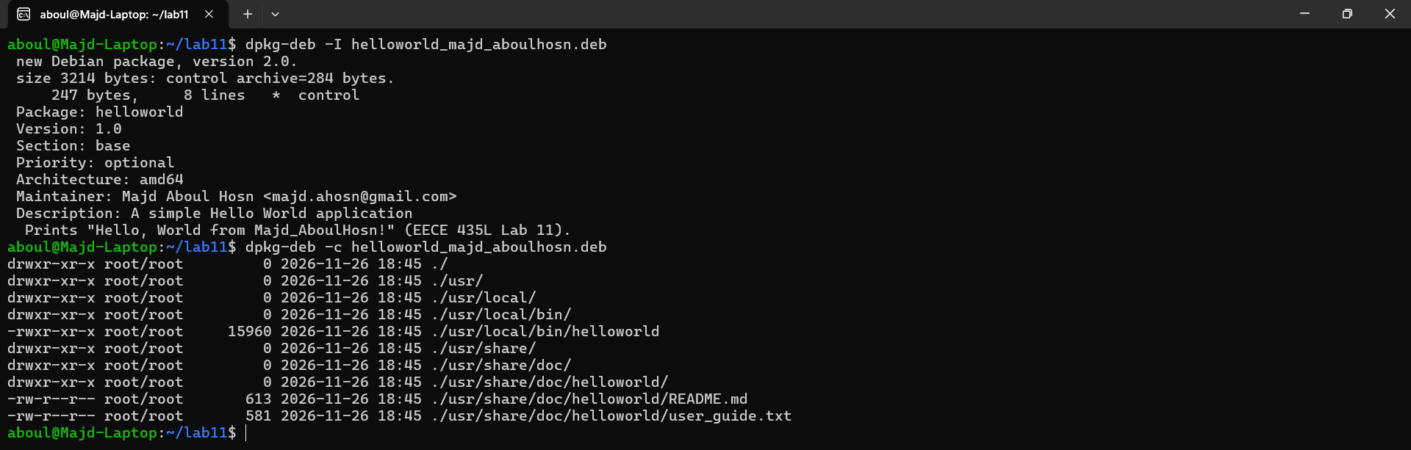 aboul@Majd-Laptop: ~/lab11
aboul@Majd-Laptop:~/lab11$ dpkg-deb -I helloworld_majd_aboulhosn.deb
 new Debian package, version 2.0.
 size 3214 bytes: control archive=284 bytes.
     247 bytes,     8 lines   *  control
 Package: helloworld
 Version: 1.0
 Section: base
 Priority: optional
 Architecture: amd64
 Maintainer: Majd Aboul Hosn <majd.ahosn@gmail.com>
 Description: A simple Hello World application
  Prints "Hello, World from Majd_AboulHosn!" (EECE 435L Lab 11).
aboul@Majd-Laptop:~/lab11$ dpkg-deb -c helloworld_majd_aboulhosn.deb
drwxr-xr-x root/root         0 2026-11-26 18:45 ./
drwxr-xr-x root/root         0 2026-11-26 18:45 ./usr/
drwxr-xr-x root/root         0 2026-11-26 18:45 ./usr/local/
drwxr-xr-x root/root         0 2026-11-26 18:45 ./usr/local/bin/
-rwxr-xr-x root/root     15960 2026-11-26 18:45 ./usr/local/bin/helloworld
drwxr-xr-x root/root         0 2026-11-26 18:45 ./usr/share/
drwxr-xr-x root/root         0 2026-11-26 18:45 ./usr/share/doc/
drwxr-xr-x root/root         0 2026-11-26 18:45 ./usr/share/doc/helloworld/
-rw-r--r-- root/root       613 2026-11-26 18:45 ./usr/share/doc/helloworld/README.md
-rw-r--r-- root/root       581 2026-11-26 18:45 ./usr/share/doc/helloworld/user_guide.txt
aboul@Majd-Laptop:~/lab11$